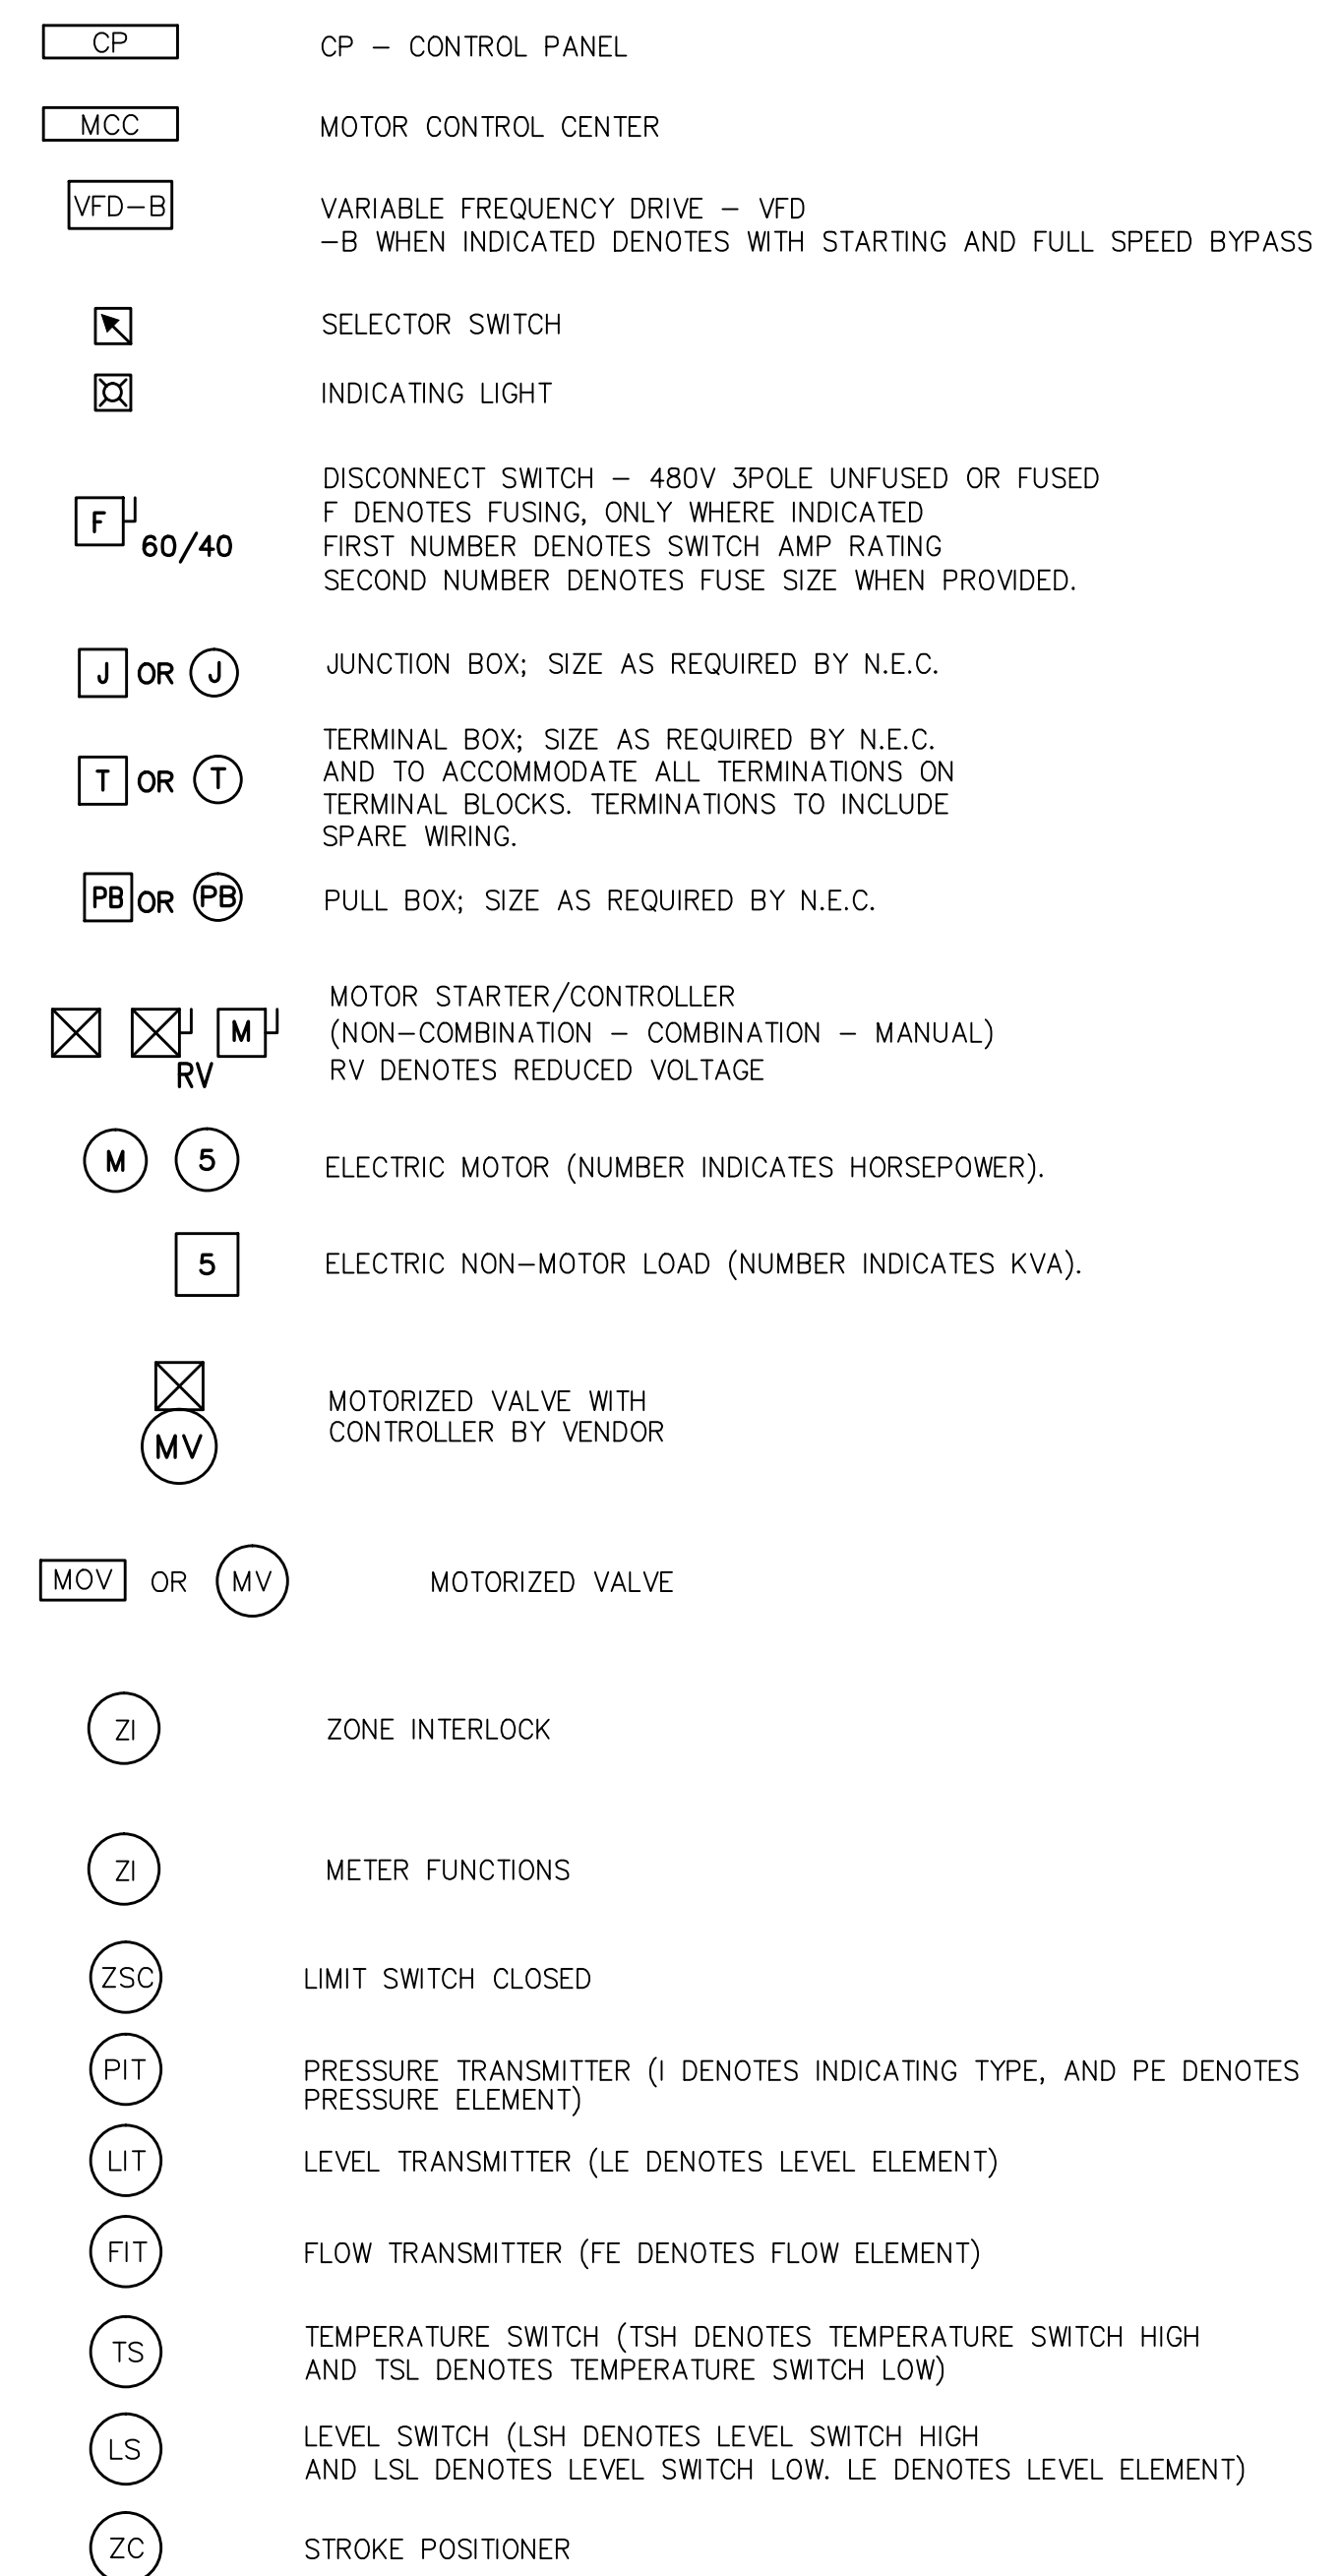 CP CP – CONTROL PANEL
MCC MOTOR CONTROL CENTER
VFD–B VARIABLE FREQUENCY DRIVE – VFD
–B WHEN INDICATED DENOTES WITH STARTING AND FULL SPEED BYPASS
SELECTOR SWITCH
INDICATING LIGHT
DISCONNECT SWITCH – 480V 3POLE UNFUSED OR FUSED
F F DENOTES FUSING, ONLY WHERE INDICATED
60/40 FIRST NUMBER DENOTES SWITCH AMP RATING
SECOND NUMBER DENOTES FUSE SIZE WHEN PROVIDED.
J OR J JUNCTION BOX; SIZE AS REQUIRED BY N.E.C.
TERMINAL BOX; SIZE AS REQUIRED BY N.E.C.
T OR T AND TO ACCOMMODATE ALL TERMINATIONS ON
TERMINAL BLOCKS. TERMINATIONS TO INCLUDE
SPARE WIRING.
PB OR PB PULL BOX; SIZE AS REQUIRED BY N.E.C.
MOTOR STARTER/CONTROLLER
M (NON–COMBINATION – COMBINATION – MANUAL)
RV RV DENOTES REDUCED VOLTAGE
M 5 ELECTRIC MOTOR (NUMBER INDICATES HORSEPOWER).
5 ELECTRIC NON–MOTOR LOAD (NUMBER INDICATES KVA).
MOTORIZED VALVE WITH
MV CONTROLLER BY VENDOR
MOV OR MV MOTORIZED VALVE
ZI ZONE INTERLOCK
ZI METER FUNCTIONS
ZSC LIMIT SWITCH CLOSED
PIT PRESSURE TRANSMITTER (I DENOTES INDICATING TYPE, AND PE DENOTES
PRESSURE ELEMENT)
LIT LEVEL TRANSMITTER (LE DENOTES LEVEL ELEMENT)
FIT FLOW TRANSMITTER (FE DENOTES FLOW ELEMENT)
TS TEMPERATURE SWITCH (TSH DENOTES TEMPERATURE SWITCH HIGH
AND TSL DENOTES TEMPERATURE SWITCH LOW)
LS LEVEL SWITCH (LSH DENOTES LEVEL SWITCH HIGH
AND LSL DENOTES LEVEL SWITCH LOW. LE DENOTES LEVEL ELEMENT)
ZC STROKE POSITIONER